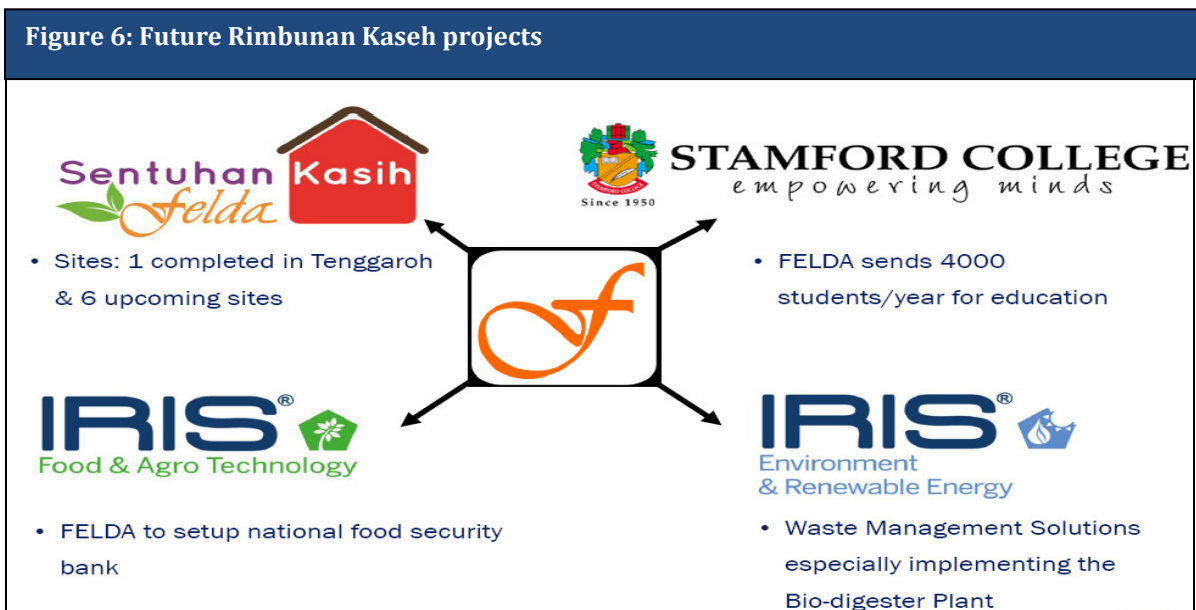 Figure 6: Future Rimbunan Kaseh projects
Sentuhan Kasih
felda
STAMFORD COLLEGE
empowering minds
Since 1950
• Sites: 1 completed in Tenggaroh
& 6 upcoming sites
• FELDA sends 4000
students/year for education
f
IRIS®
Food & Agro Technology
IRIS®
Environment
& Renewable Energy
• FELDA to setup national food security
bank
• Waste Management Solutions
especially implementing the
Bio-digester Plant